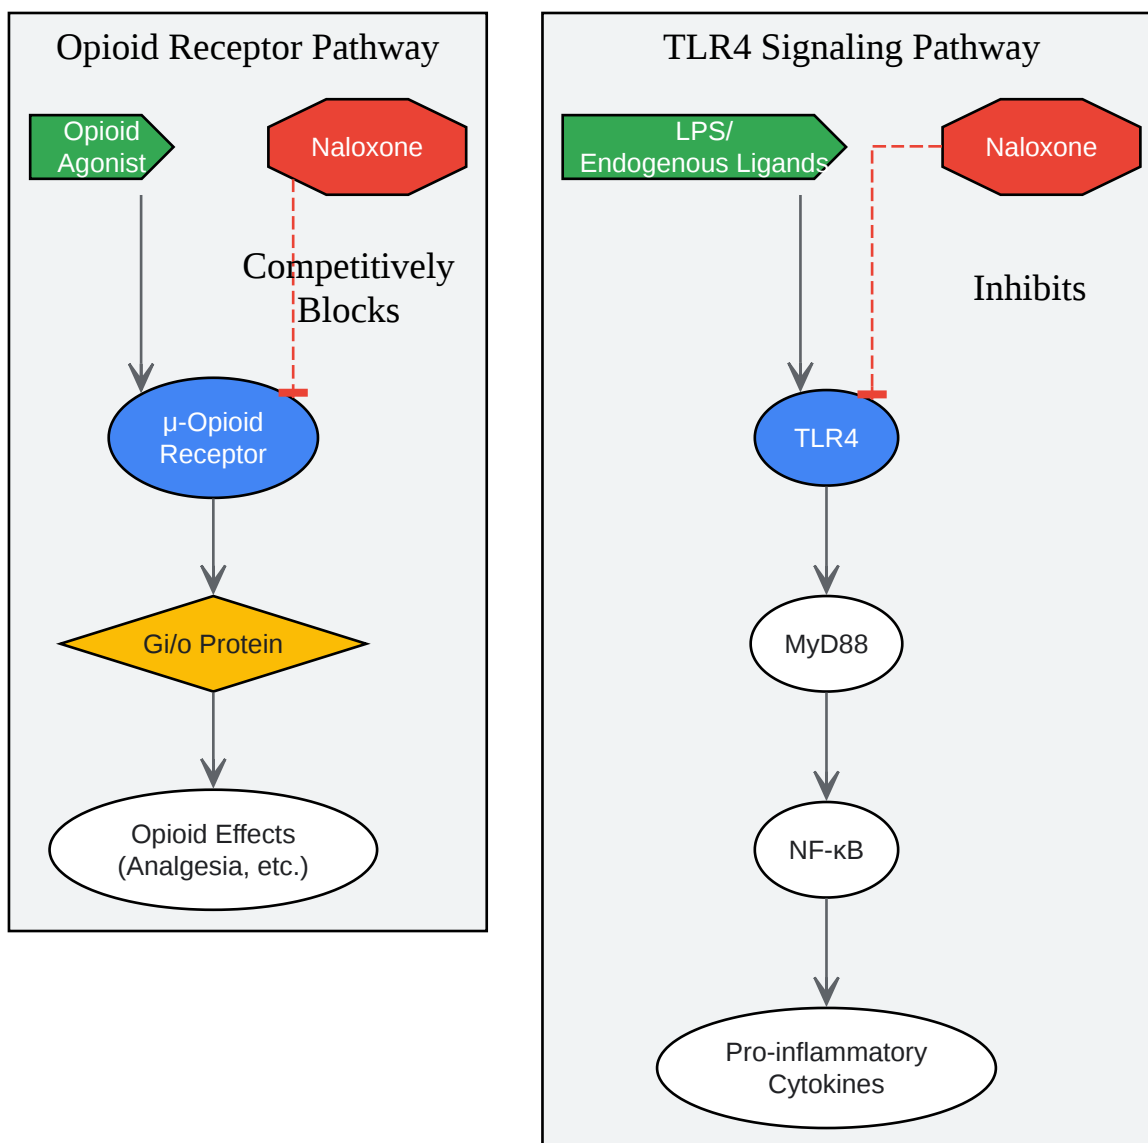 Opioid Receptor Pathway
Opioid
Agonist
Naloxone
Competitively
Blocks
μ-Opioid
Receptor
Gi/o Protein
Opioid Effects
(Analgesia, etc.)
TLR4 Signaling Pathway
LPS/
Endogenous Ligands
Naloxone
Inhibits
TLR4
MyD88
NF-κB
Pro-inflammatory
Cytokines